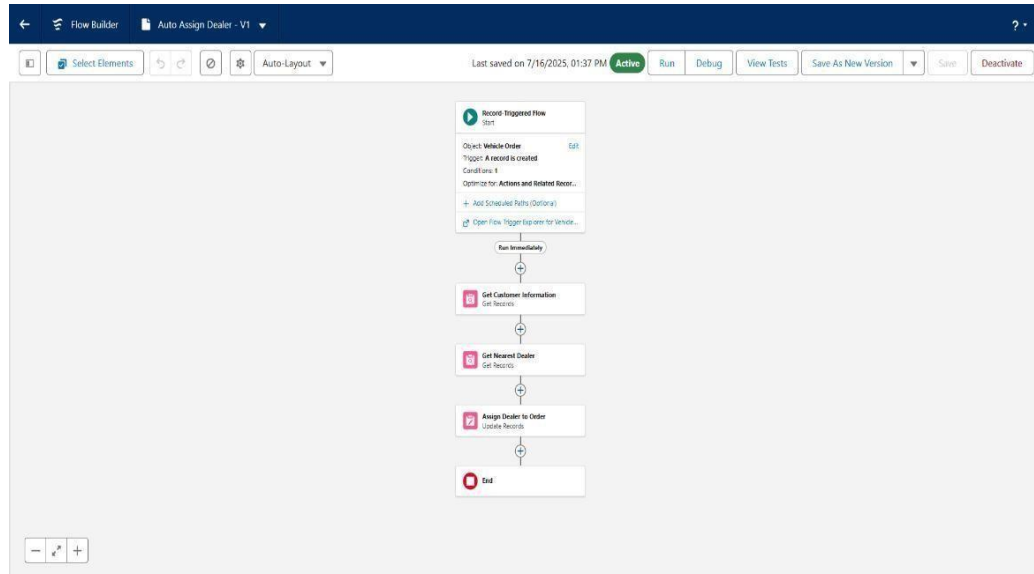 Flow Builder
Auto Assign Dealer - V1
?
Select Elements
Auto-Layout
Last saved on 7/16/2025, 01:37 PM
Active
Run
Debug
View Tests
Save As New Version
Save
Deactivate
Record-Triggered Flow
Start
Object: Vehicle Order
Edit
Trigger: A record is created
Conditions: 1
Optimize for: Actions and Related Recor...
+ Add Scheduled Paths (Optional)
Open Flow Trigger Explorer for Vehicle...
Run Immediately
Get Customer Information
Get Records
Get Nearest Dealer
Get Records
Assign Dealer to Order
Update Records
End